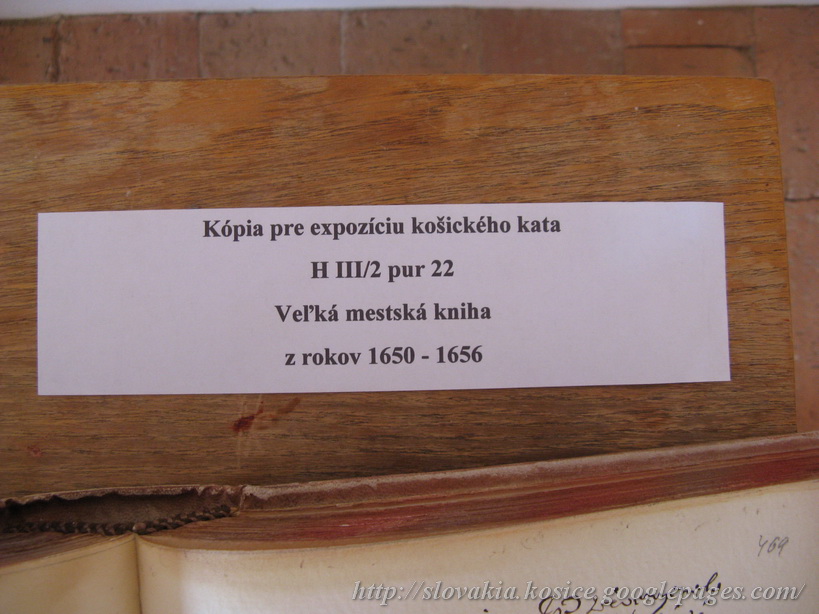 Kópia pre expozíciu košického kata
H III/2 pur 22
Veľká mestská kniha
z rokov 1650 - 1656
469
http://slovakia.kosice.googlepages.com/